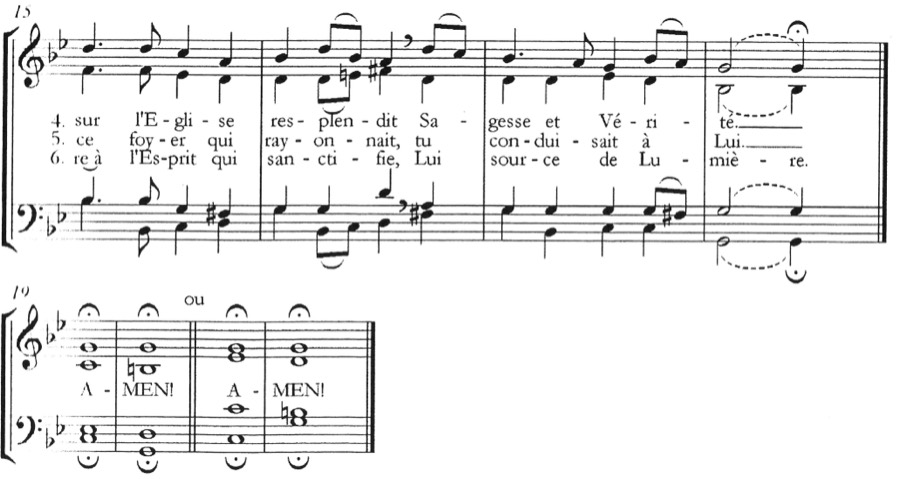 15
4. sur l'E - gli - se res - plen - dit Sa - gesse et Vé - ri - té.
5. ce foy - er qui ray - on - nait, tu con - dui - sait à Lui.
6. re à l'Es-prit qui sanc - ti - fie, Lui sour - ce de Lu - miè - re.
19
ou
A - MEN! A - MEN!